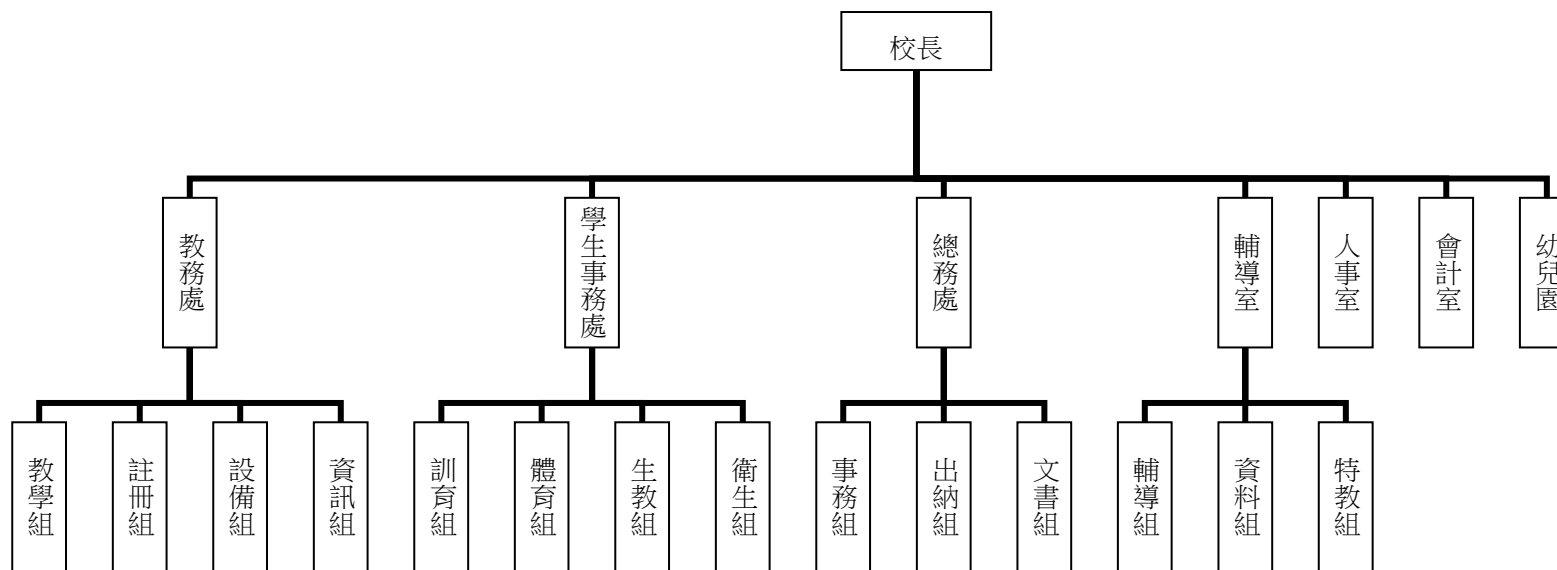 校長
教務處
學生事務處
總務處
輔導室
人事室
會計室
幼兒園
教學組
註冊組
設備組
資訊組
訓育組
體育組
生教組
衛生組
事務組
出納組
文書組
輔導組
資料組
特教組